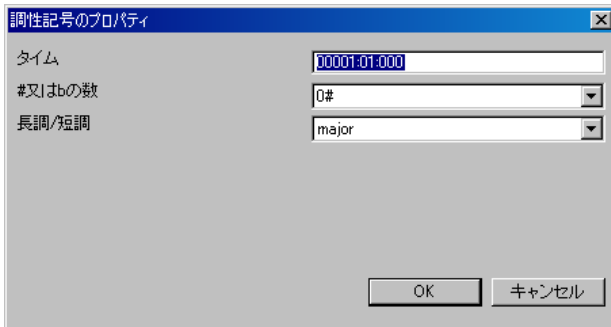 調性記号のプロパティ
タイム 00001:01:000
#又はbの数 0#
長調/短調 major
OK キャンセル